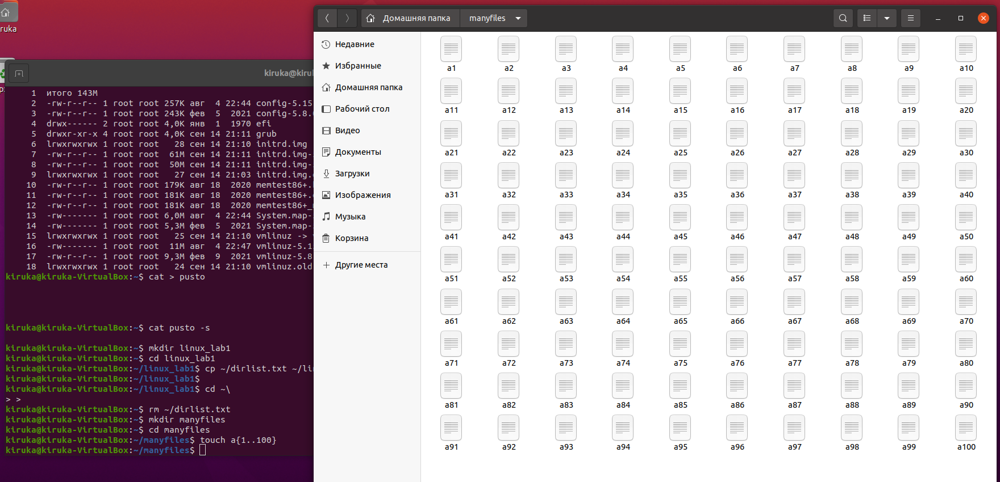 ruka
kiruka@kiru
1 итого 143M
2 -rw-r--r-- 1 root root 257K авг 4 22:44 config-5.15
3 -rw-r--r-- 1 root root 243K фев 5 2021 config-5.8.
4 drwx------ 2 root root 4,0K янв 1 1970 efi
5 drwxr-xr-x 4 root root 4,0K сен 14 21:11 grub
6 lrwxrwxrwx 1 root root 28 сен 14 21:10 initrd.img
7 -rw-r--r-- 1 root root 61M сен 14 21:11 initrd.img-
8 -rw-r--r-- 1 root root 50M сен 14 21:11 initrd.img-
9 lrwxrwxrwx 1 root root 27 сен 14 21:03 initrd.img.
10 -rw-r--r-- 1 root root 179K авг 18 2020 memtest86+.
11 -rw-r--r-- 1 root root 181K авг 18 2020 memtest86+.
12 -rw-r--r-- 1 root root 181K авг 18 2020 memtest86+_
13 -rw------- 1 root root 6,0M авг 4 22:44 System.map-
14 -rw------- 1 root root 5,3M фев 5 2021 System.map-
15 lrwxrwxrwx 1 root root 25 сен 14 21:10 vmlinuz ->
16 -rw------- 1 root root 11M авг 4 22:47 vmlinuz-5.1
17 -rw------- 1 root root 9,3M фев 9 2021 vmlinuz-5.8
18 lrwxrwxrwx 1 root root 24 сен 14 21:10 vmlinuz.old
kiruka@kiruka-VirtualBox:~$ cat > pusto
kiruka@kiruka-VirtualBox:~$ cat pusto -s
kiruka@kiruka-VirtualBox:~$ mkdir linux_lab1
kiruka@kiruka-VirtualBox:~$ cd linux_lab1
kiruka@kiruka-VirtualBox:~/linux_lab1$ cp ~/dirlist.txt ~/li
kiruka@kiruka-VirtualBox:~/linux_lab1$
kiruka@kiruka-VirtualBox:~/linux_lab1$ cd ~\
> >
kiruka@kiruka-VirtualBox:~$ rm ~/dirlist.txt
kiruka@kiruka-VirtualBox:~$ mkdir manyfiles
kiruka@kiruka-VirtualBox:~$ cd manyfiles
kiruka@kiruka-VirtualBox:~/manyfiles$ touch a{1..100}
kiruka@kiruka-VirtualBox:~/manyfiles$
Домашняя папка manyfiles
Недавние
Избранные
Домашняя папка
Рабочий стол
Видео
Документы
Загрузки
Изображения
Музыка
Корзина
Другие места
a1 a2 a3 a4 a5 a6 a7 a8 a9 a10
a11 a12 a13 a14 a15 a16 a17 a18 a19 a20
a21 a22 a23 a24 a25 a26 a27 a28 a29 a30
a31 a32 a33 a34 a35 a36 a37 a38 a39 a40
a41 a42 a43 a44 a45 a46 a47 a48 a49 a50
a51 a52 a53 a54 a55 a56 a57 a58 a59 a60
a61 a62 a63 a64 a65 a66 a67 a68 a69 a70
a71 a72 a73 a74 a75 a76 a77 a78 a79 a80
a81 a82 a83 a84 a85 a86 a87 a88 a89 a90
a91 a92 a93 a94 a95 a96 a97 a98 a99 a100